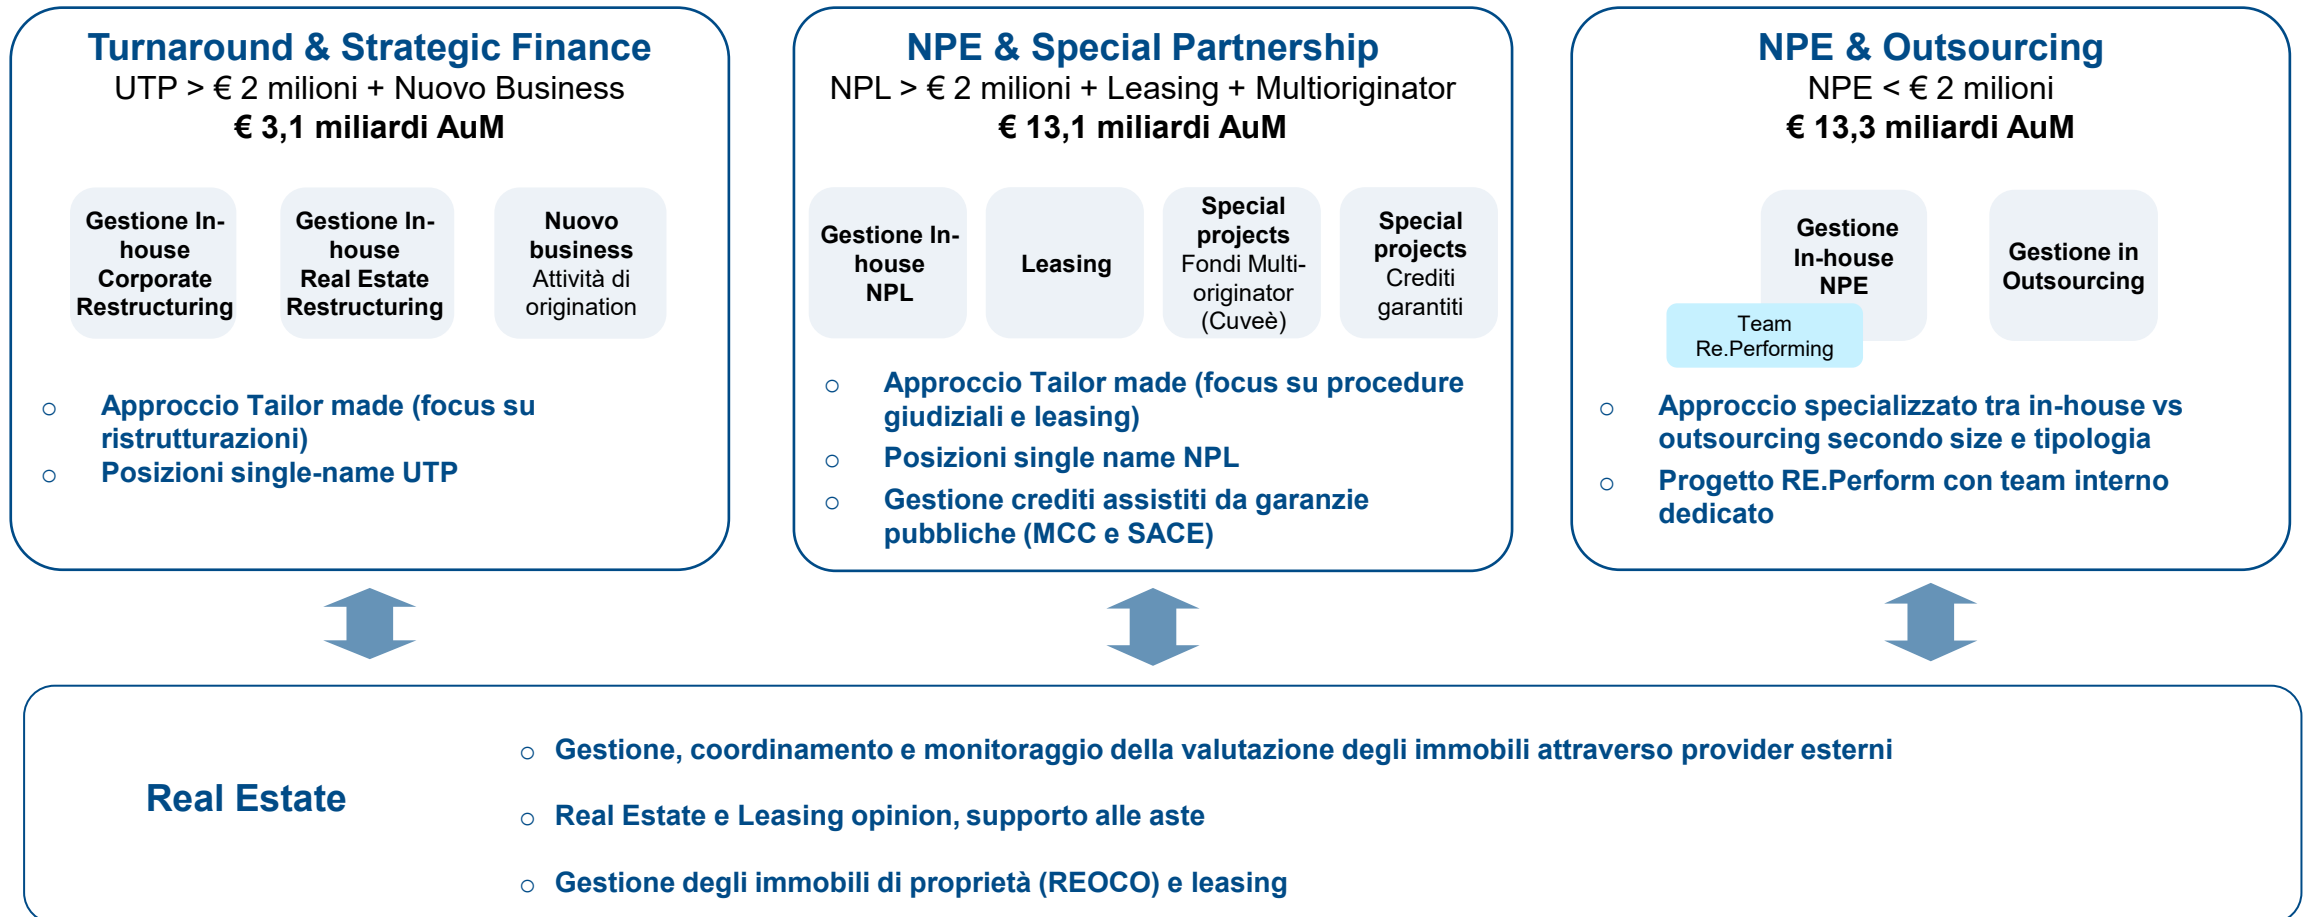 Turnaround & Strategic Finance
UTP > € 2 milioni + Nuovo Business
€ 3,1 miliardi AuM
Gestione In-
house
Corporate
Restructuring
Gestione In-
house
Real Estate
Restructuring
Nuovo
business
Attività di
origination
o Approccio Tailor made (focus su
ristrutturazioni)
o Posizioni single-name UTP
NPE & Special Partnership
NPL > € 2 milioni + Leasing + Multioriginator
€ 13,1 miliardi AuM
Gestione In-
house
NPL
Leasing
Special
projects
Fondi Multi-
originator
(Cuveè)
Special
projects
Crediti
garantiti
o Approccio Tailor made (focus su procedure
giudiziali e leasing)
o Posizioni single name NPL
o Gestione crediti assistiti da garanzie
pubbliche (MCC e SACE)
NPE & Outsourcing
NPE < € 2 milioni
€ 13,3 miliardi AuM
Gestione
In-house
NPE
Team
Re.Performing
Gestione in
Outsourcing
o Approccio specializzato tra in-house vs
outsourcing secondo size e tipologia
o Progetto RE.Perform con team interno
dedicato
Real Estate
o Gestione, coordinamento e monitoraggio della valutazione degli immobili attraverso provider esterni
o Real Estate e Leasing opinion, supporto alle aste
o Gestione degli immobili di proprietà (REOCO) e leasing